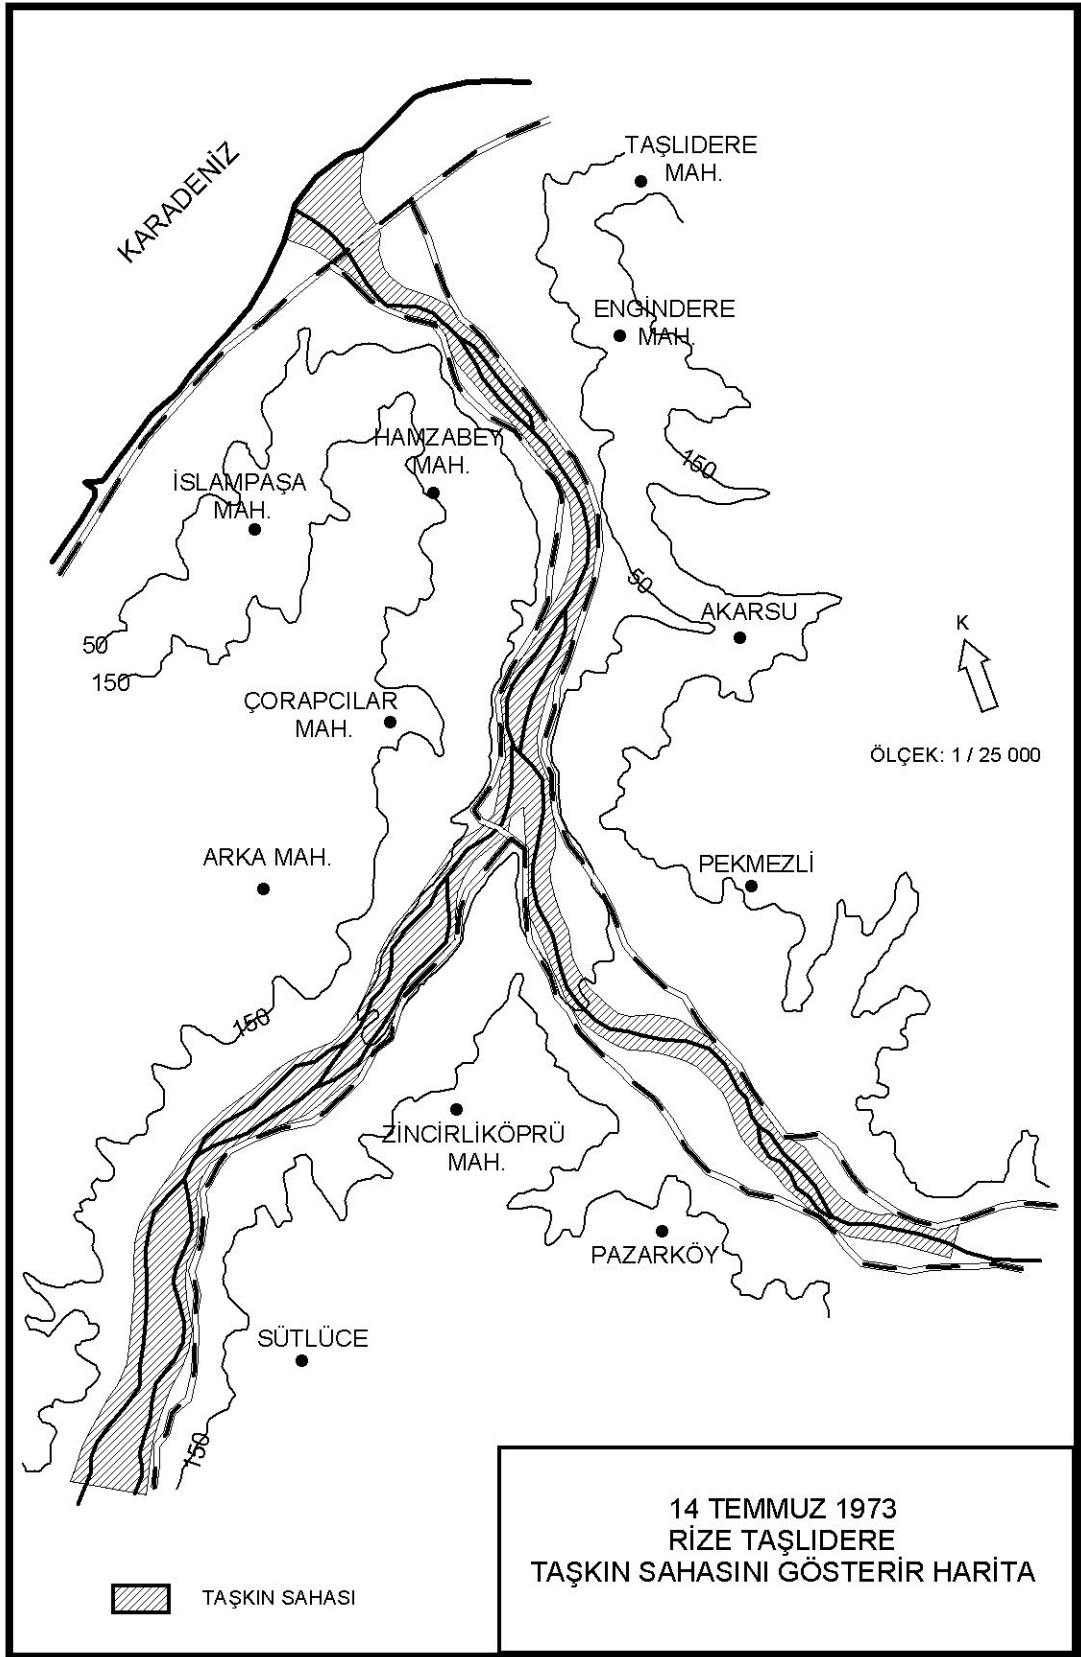 KARADENİZ
TAŞLIDERE
MAH.
ENGİNDERE
MAH.
HAMZABEY
MAH.
150
İSLAMPAŞA
MAH.
50
AKARSU
K
50
150
ÇORAPCILAR
MAH.
ÖLÇEK: 1 / 25 000
ARKA MAH.
PEKMEZLİ
150
ZİNCİRLİKÖPRÜ
MAH.
PAZARKÖY
SÜTLÜCE
150
14 TEMMUZ 1973
RİZE TAŞLIDERE
TAŞKIN SAHASINI GÖSTERİR HARİTA
TAŞKIN SAHASI